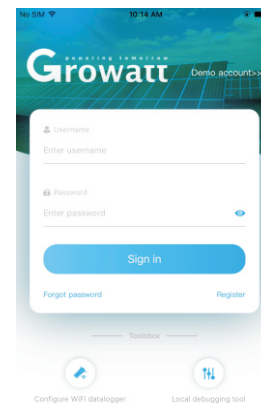 No SIM 10:14 AM
powering tomorrow
Growatt
Demo account>>
Username
Enter username
Password
Enter password
Sign in
Forgot password Register
Toolsbox
Configure WiFi datalogger Local debugging tool